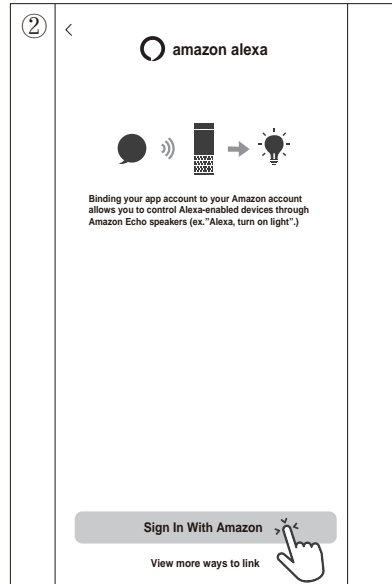 ②
amazon alexa
Binding your app account to your Amazon account
allows you to control Alexa-enabled devices through
Amazon Echo speakers (ex."Alexa, turn on light".)
Sign In With Amazon
View more ways to link